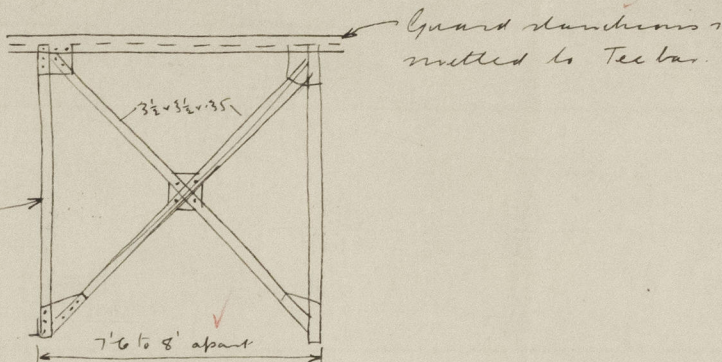 Guard stanchions
rivetted to Tee bar.
3½ x 3½ x .35
7'6 to 8' apart